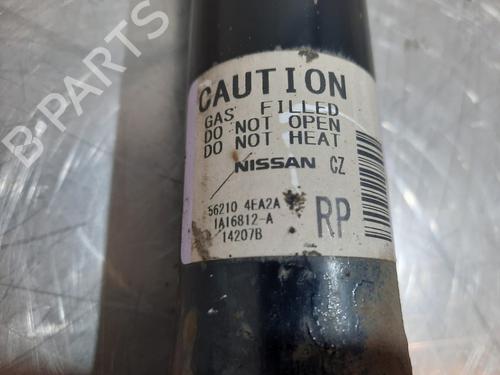 CAUTION
GAS FILLED
DO NOT OPEN
DO NOT HEAT
NISSAN CZ
56210 4EA2A
1A16812-A
14207B
RP
B-PARTS